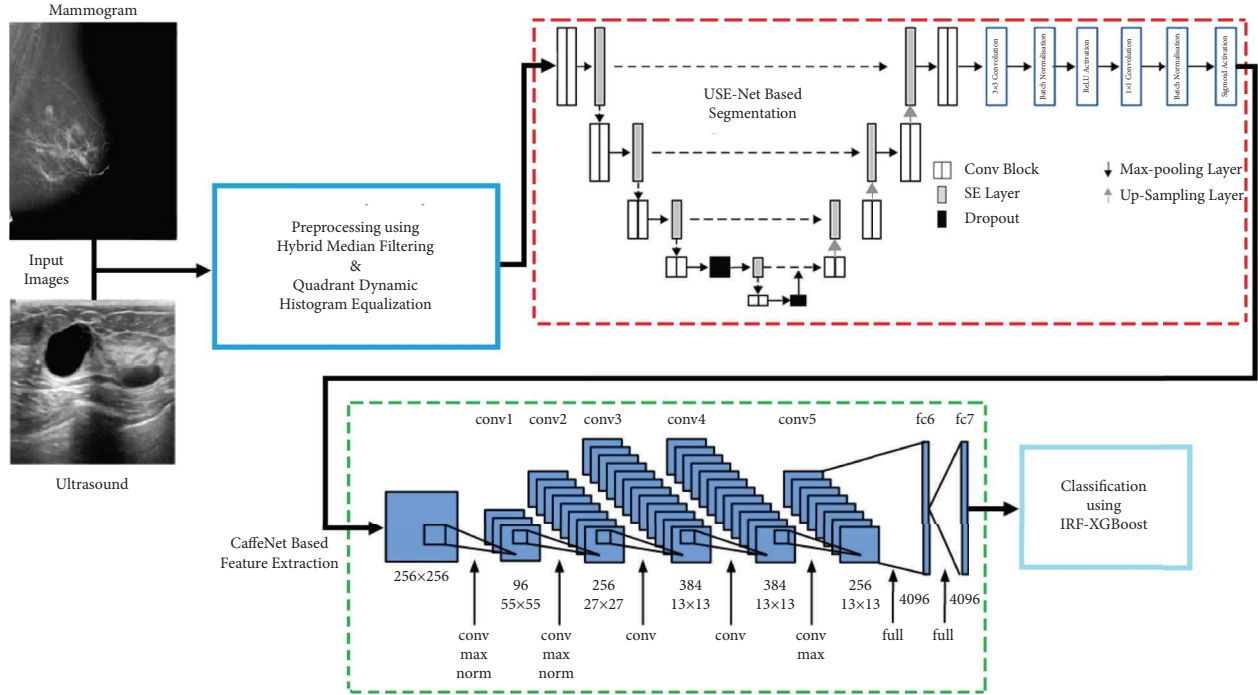 Mammogram
Input
Images
Ultrasound
Preprocessing using
Hybrid Median Filtering
&
Quadrant Dynamic
Histogram Equalization
USE-Net Based
Segmentation
3×3 Convolution
Batch Normalisation
ReLU Activation
1×1 Convolution
Batch Normalisation
Sigmoid Activation
Conv Block
SE Layer
Dropout
Max-pooling Layer
Up-Sampling Layer
CaffeNet Based
Feature Extraction
conv1
conv2
conv3
conv4
conv5
fc6
fc7
256×256
96
55×55
256
27×27
384
13×13
384
13×13
256
13×13
4096
4096
conv
max
norm
conv
max
norm
conv
conv
conv
max
full
full
Classification
using
IRF-XGBoost